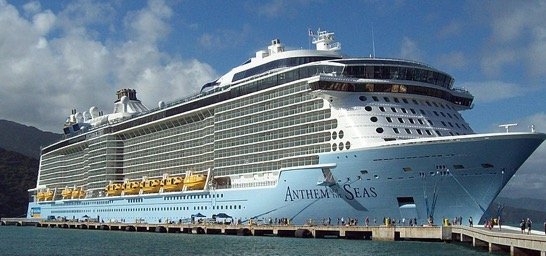 ANTHEM OF THE SEAS